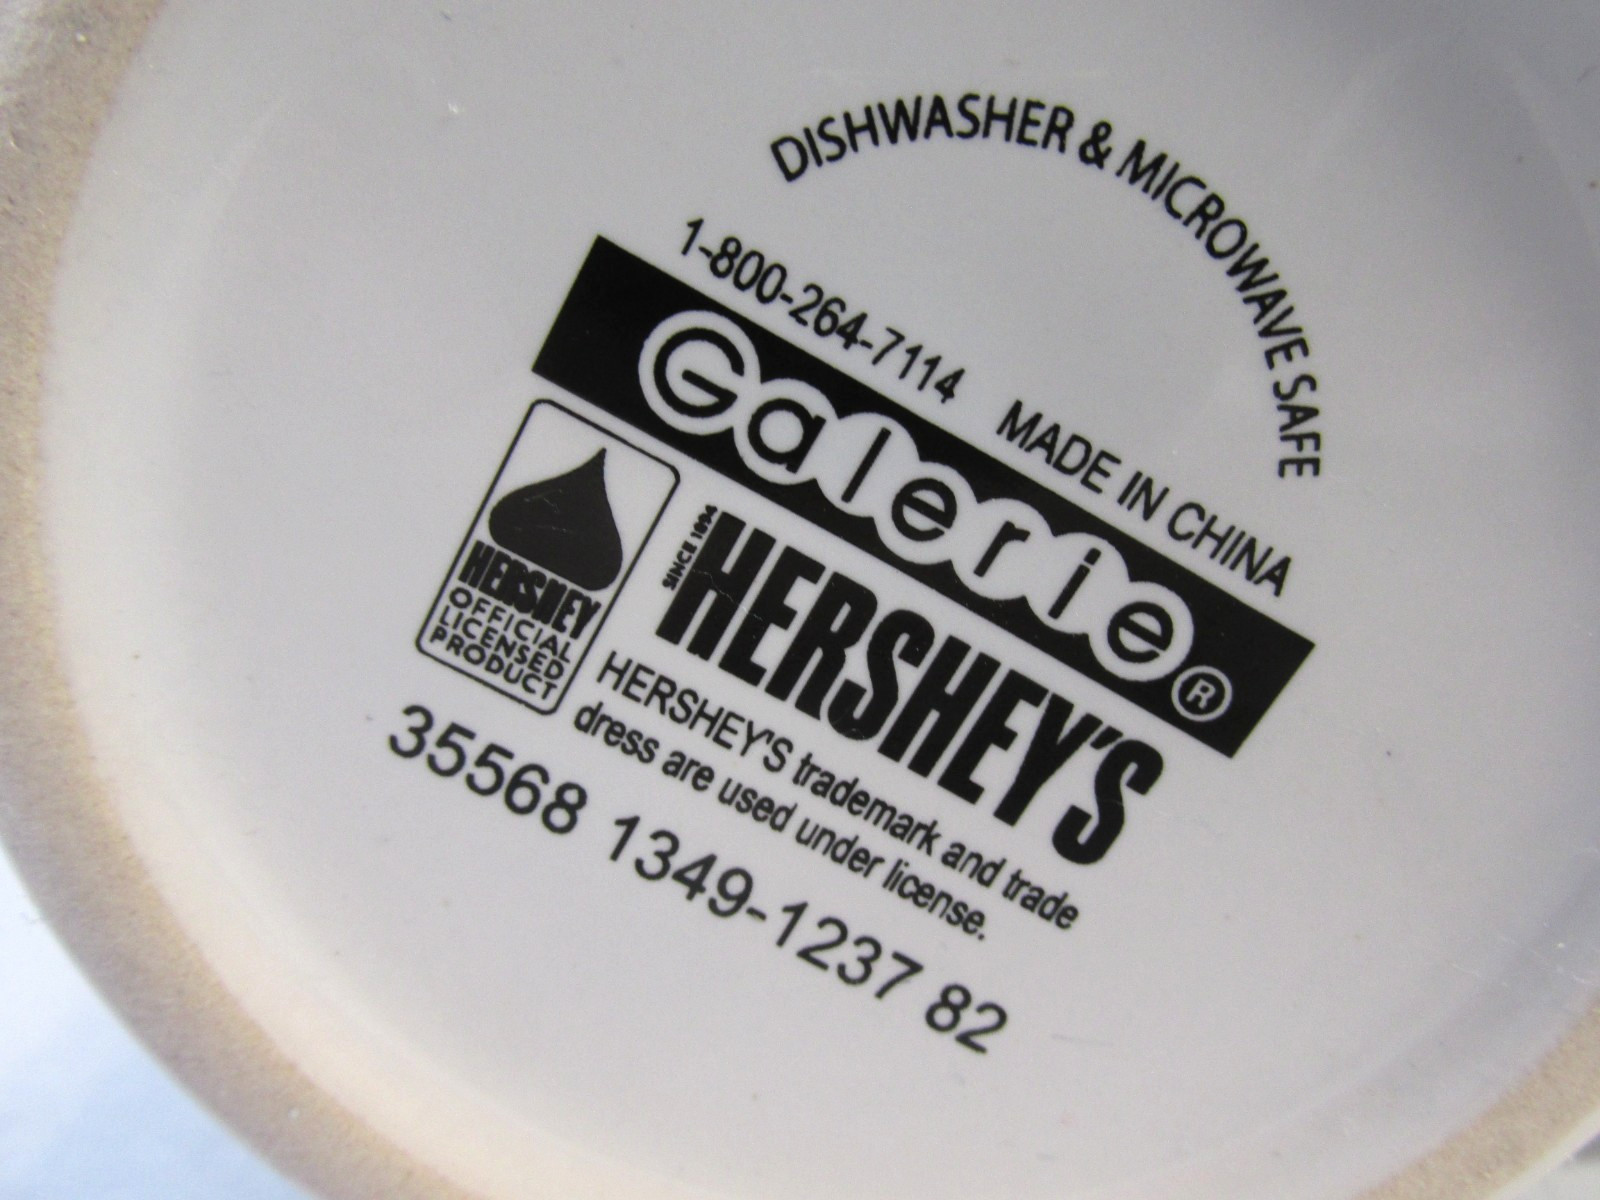 DISHWASHER & MICROWAVE SAFE
1-800-264-7114 MADE IN CHINA
Galerie®
HERSHEY
OFFICIAL
LICENSED
PRODUCT
SINCE 1894
HERSHEY'S
HERSHEY'S trademark and trade
dress are used under license.
35568 1349-1237 82